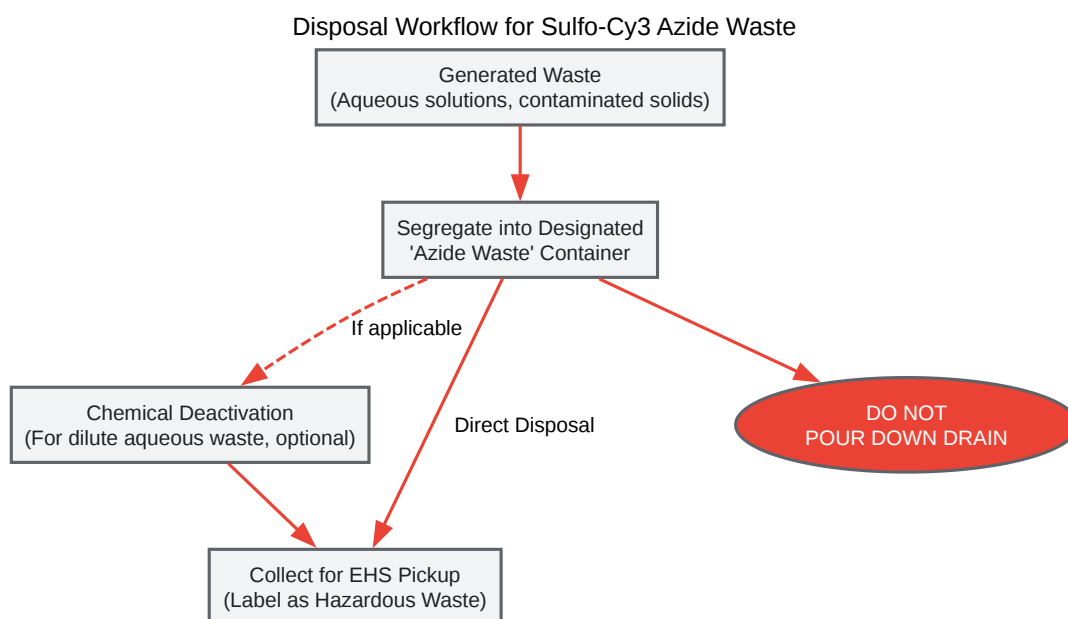 Disposal Workflow for Sulfo-Cy3 Azide Waste
Generated Waste
(Aqueous solutions, contaminated solids)
Segregate into Designated
'Azide Waste' Container
If applicable
Chemical Deactivation
(For dilute aqueous waste, optional)
Direct Disposal
DO NOT
POUR DOWN DRAIN
Collect for EHS Pickup
(Label as Hazardous Waste)